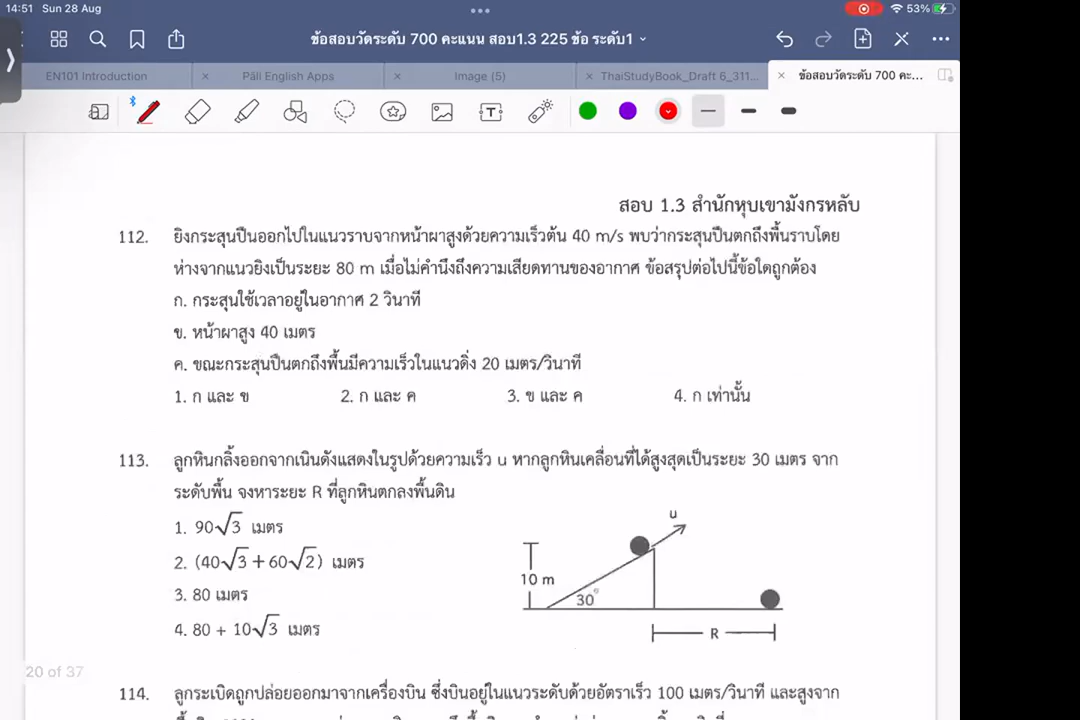 14:51 Sun 28 Aug
53%
ข้อสอบวัดระดับ 700 คะแนน สอบ1.3 225 ข้อ ระดับ1
EN101 Introduction
Pāli English Apps
Image (5)
ThaiStudyBook_Draft 6_311...
ข้อสอบวัดระดับ 700 คะ...
สอบ 1.3 สำนักหุบเขามังกรหลับ
112. ยิงกระสุนปืนออกไปในแนวราบจากหน้าผาสูงด้วยความเร็วต้น 40 m/s พบว่ากระสุนปืนตกถึงพื้นราบโดย
ห่างจากแนวยิงเป็นระยะ 80 m เมื่อไม่คำนึงถึงความเสียดทานของอากาศ ข้อสรุปต่อไปนี้ข้อใดถูกต้อง
ก. กระสุนใช้เวลาอยู่ในอากาศ 2 วินาที
ข. หน้าผาสูง 40 เมตร
ค. ขณะกระสุนปืนตกถึงพื้นมีความเร็วในแนวดิ่ง 20 เมตร/วินาที
1. ก และ ข 2. ก และ ค 3. ข และ ค 4. ก เท่านั้น
113. ลูกหินกลิ้งออกจากเนินดังแสดงในรูปด้วยความเร็ว u หากลูกหินเคลื่อนที่ได้สูงสุดเป็นระยะ 30 เมตร จาก
ระดับพื้น จงหาระยะ R ที่ลูกหินตกลงพื้นดิน
1. 90√3 เมตร
2. (40√3 + 60√2) เมตร
3. 80 เมตร
4. 80 + 10√3 เมตร
u
10 m
30°
R
20 of 37
114. ลูกระเบิดถูกปล่อยออกมาจากเครื่องบิน ซึ่งบินอยู่ในแนวระดับด้วยอัตราเร็ว 100 เมตร/วินาที และสูงจาก